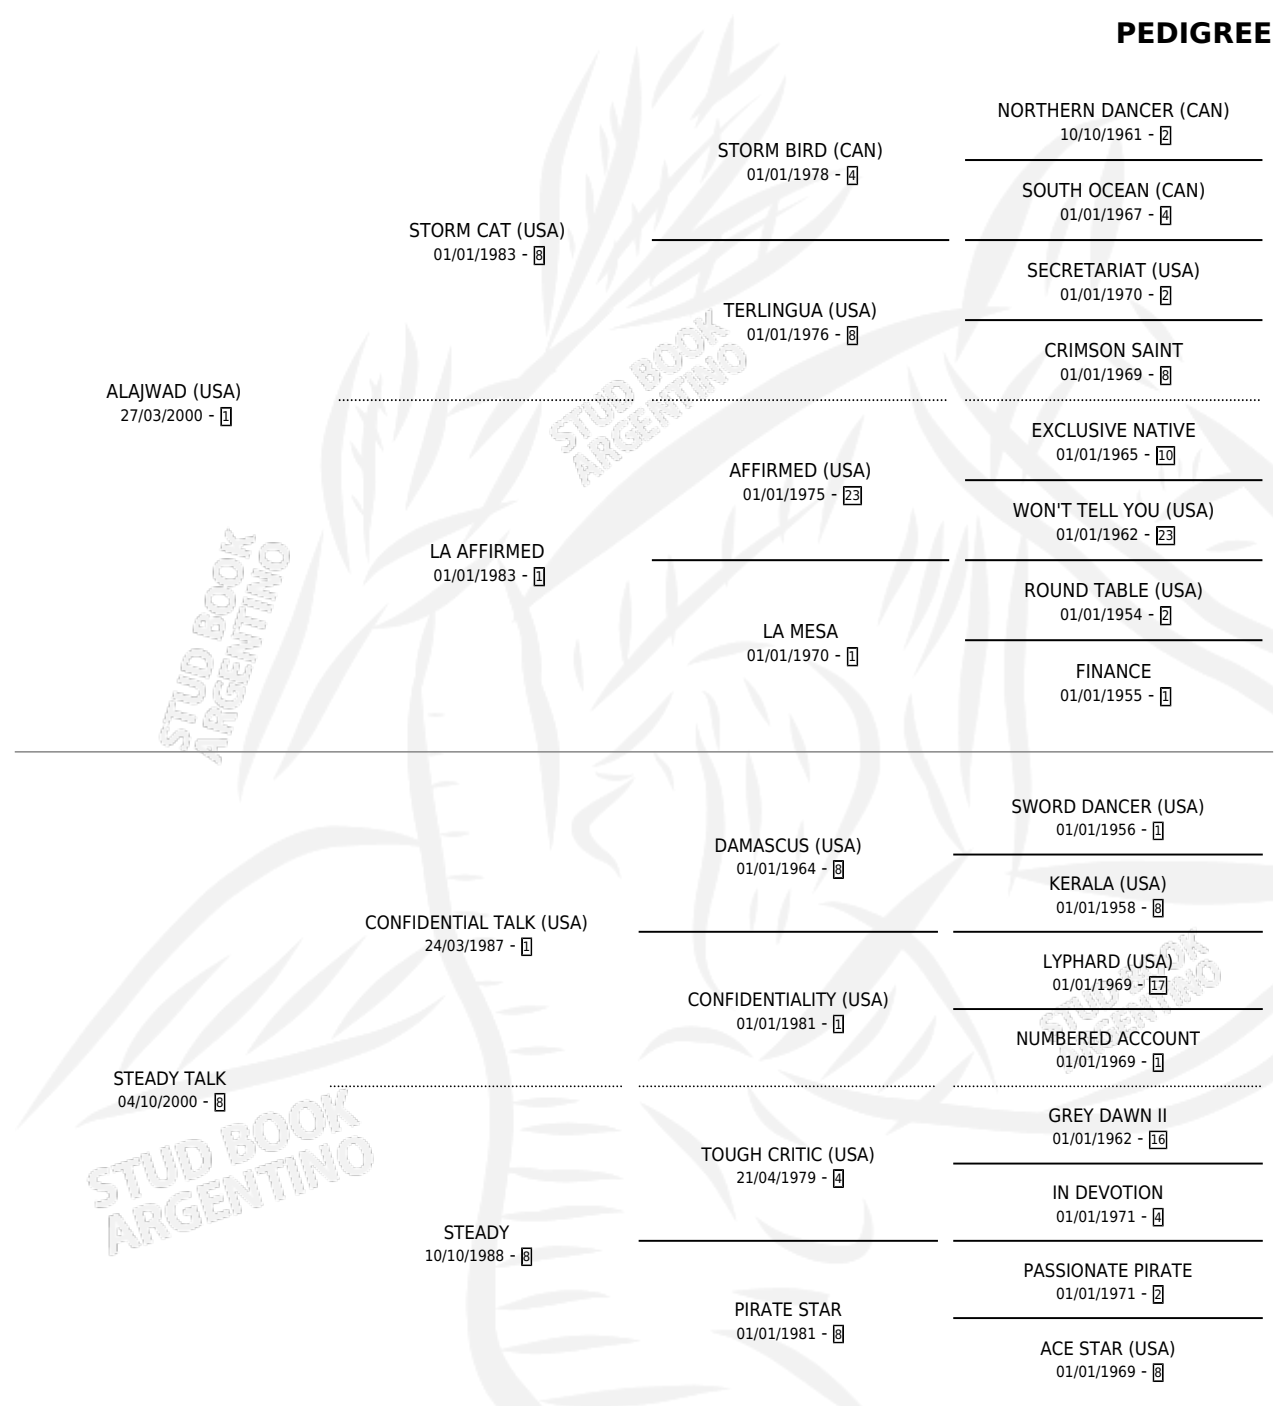 PEDIGREE
NORTHERN DANCER (CAN)
10/10/1961 - 2
STORM BIRD (CAN)
01/01/1978 - 4
SOUTH OCEAN (CAN)
01/01/1967 - 4
STORM CAT (USA)
01/01/1983 - 8
SECRETARIAT (USA)
01/01/1970 - 2
TERLINGUA (USA)
01/01/1976 - 8
CRIMSON SAINT
01/01/1969 - 8
ALAJWAD (USA)
27/03/2000 - 1
EXCLUSIVE NATIVE
01/01/1965 - 10
AFFIRMED (USA)
01/01/1975 - 23
WON'T TELL YOU (USA)
01/01/1962 - 23
LA AFFIRMED
01/01/1983 - 1
ROUND TABLE (USA)
01/01/1954 - 2
LA MESA
01/01/1970 - 1
FINANCE
01/01/1955 - 1
SWORD DANCER (USA)
01/01/1956 - 1
DAMASCUS (USA)
01/01/1964 - 8
KERALA (USA)
01/01/1958 - 8
CONFIDENTIAL TALK (USA)
24/03/1987 - 1
LYPHARD (USA)
01/01/1969 - 17
CONFIDENTIALITY (USA)
01/01/1981 - 1
NUMBERED ACCOUNT
01/01/1969 - 1
STEADY TALK
04/10/2000 - 8
GREY DAWN II
01/01/1962 - 16
TOUGH CRITIC (USA)
21/04/1979 - 4
IN DEVOTION
01/01/1971 - 4
STEADY
10/10/1988 - 8
PASSIONATE PIRATE
01/01/1971 - 2
PIRATE STAR
01/01/1981 - 8
ACE STAR (USA)
01/01/1969 - 8
STUD BOOK
ARGENTINO
STUD BOOK
ARGENTINO
STUD BOOK
ARGENTINO
STUD BOOK
ARGENTINO